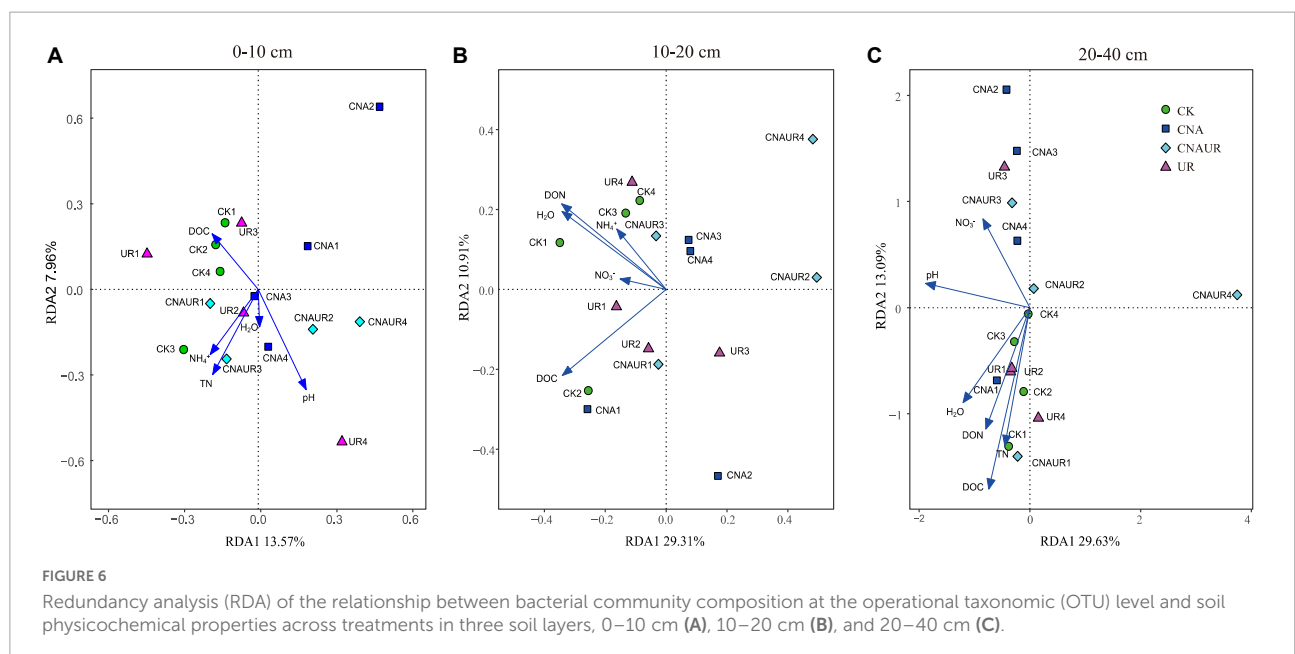 A
0-10 cm
RDA2 7.96%
0.6
0.3
0.0
−0.3
−0.6
CNA2
CK1
UR3
DOC
CK2
CNA1
UR1
CK4
CNA3
CNAUR1
UR2
H₂O
CNAUR2
CNAUR4
CK3
NH₄⁺
CNAUR3
CNA4
TN
pH
UR4
−0.6
−0.3
0.0
0.3
0.6
RDA1 13.57%
B
10-20 cm
RDA2 10.91%
0.4
0.2
0.0
−0.2
−0.4
CNAUR4
UR4
CK4
DON
H₂O
CK3
NH₄⁺
CNAUR3
CK1
CNA3
CNA4
NO₃⁻
CNAUR2
UR1
UR2
UR3
CNAUR1
DOC
CK2
CNA1
CNA2
−0.4
−0.2
0.0
0.2
0.4
RDA1 29.31%
C
20-40 cm
RDA2 13.09%
2
1
0
−1
CNA2
CNA3
UR3
CNAUR3
NO₃⁻
CNA4
pH
CNAUR2
CNAUR4
CK4
CK3
UR1
UR2
CNA1
CK2
H₂O
UR4
DON
CK1
TN
CNAUR1
DOC
CK
CNA
CNAUR
UR
−2
0
2
4
RDA1 29.63%
FIGURE 6
Redundancy analysis (RDA) of the relationship between bacterial community composition at the operational taxonomic (OTU) level and soil
physicochemical properties across treatments in three soil layers, 0–10 cm (A), 10–20 cm (B), and 20–40 cm (C).